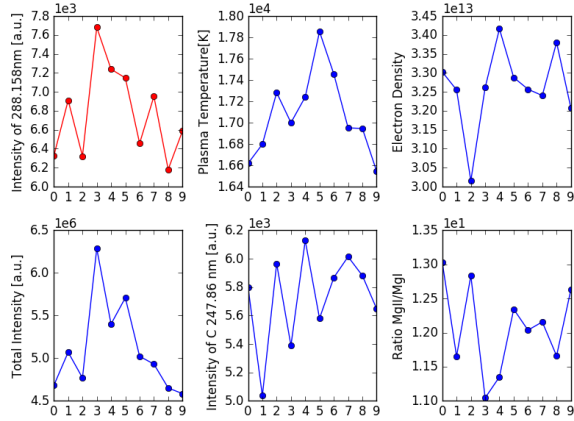 1e3
Intensity of 288.158nm [a.u.]
7.8
7.6
7.4
7.2
7.0
6.8
6.6
6.4
6.2
6.0
0 1 2 3 4 5 6 7 8 9
1e4
Plasma Temperature[K]
1.80
1.78
1.76
1.74
1.72
1.70
1.68
1.66
1.64
0 1 2 3 4 5 6 7 8 9
1e13
Electron Density
3.45
3.40
3.35
3.30
3.25
3.20
3.15
3.10
3.05
3.00
0 1 2 3 4 5 6 7 8 9
1e6
Total Intensity [a.u.]
6.5
6.0
5.5
5.0
4.5
0 1 2 3 4 5 6 7 8 9
1e3
Intensity of C 247.86 nm [a.u.]
6.2
6.0
5.8
5.6
5.4
5.2
5.0
0 1 2 3 4 5 6 7 8 9
1e1
Ratio MgII/MgI
1.30
1.25
1.20
1.15
1.10
0 1 2 3 4 5 6 7 8 9